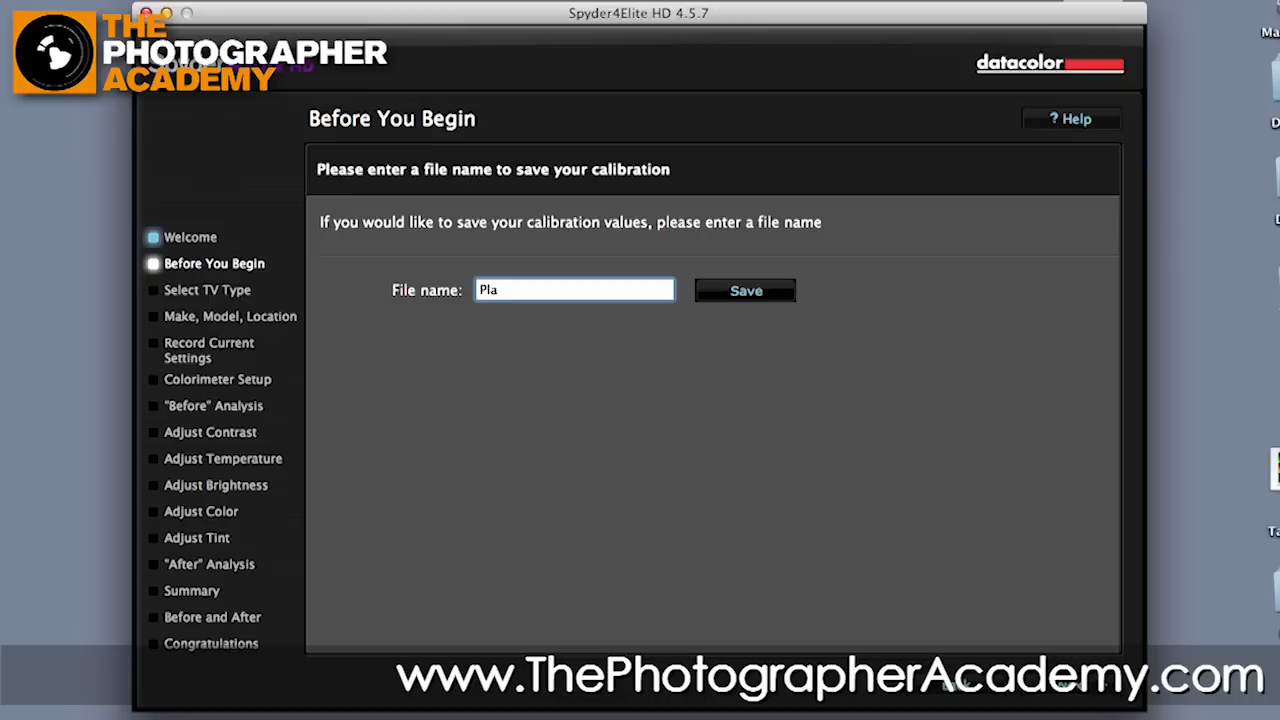 Spyder4Elite HD 4.5.7
THE
PHOTOGRAPHER
ACADEMY
HD
datacolor
Before You Begin
? Help
Please enter a file name to save your calibration
If you would like to save your calibration values, please enter a file name
Welcome
Before You Begin
Select TV Type
File name:
Pla
Save
Make, Model, Location
Record Current
Settings
Colorimeter Setup
"Before" Analysis
Adjust Contrast
Adjust Temperature
Adjust Brightness
Adjust Color
Adjust Tint
"After" Analysis
Summary
Before and After
Congratulations
www.ThePhotographerAcademy.com